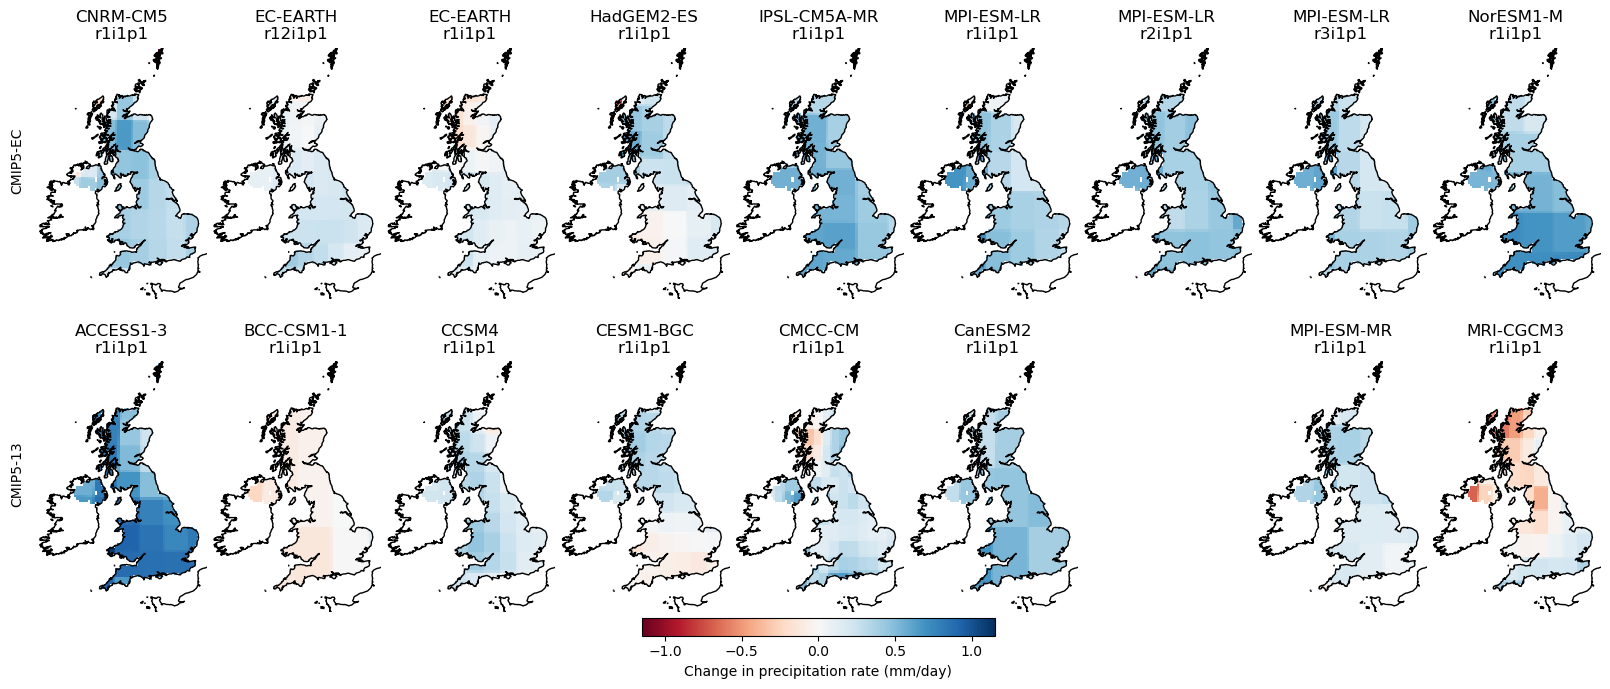 CNRM-CM5
r1i1p1
EC-EARTH
r12i1p1
EC-EARTH
r1i1p1
HadGEM2-ES
r1i1p1
IPSL-CM5A-MR
r1i1p1
MPI-ESM-LR
r1i1p1
MPI-ESM-LR
r2i1p1
MPI-ESM-LR
r3i1p1
NorESM1-M
r1i1p1
CMIP5-EC
ACCESS1-3
r1i1p1
BCC-CSM1-1
r1i1p1
CCSM4
r1i1p1
CESM1-BGC
r1i1p1
CMCC-CM
r1i1p1
CanESM2
r1i1p1
MPI-ESM-MR
r1i1p1
MRI-CGCM3
r1i1p1
CMIP5-13
−1.0 −0.5 0.0 0.5 1.0
Change in precipitation rate (mm/day)